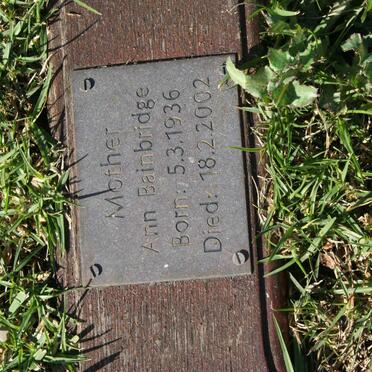 Mother
Ann Bainbridge
Born: 5.3.1936
Died: 18.2.2002